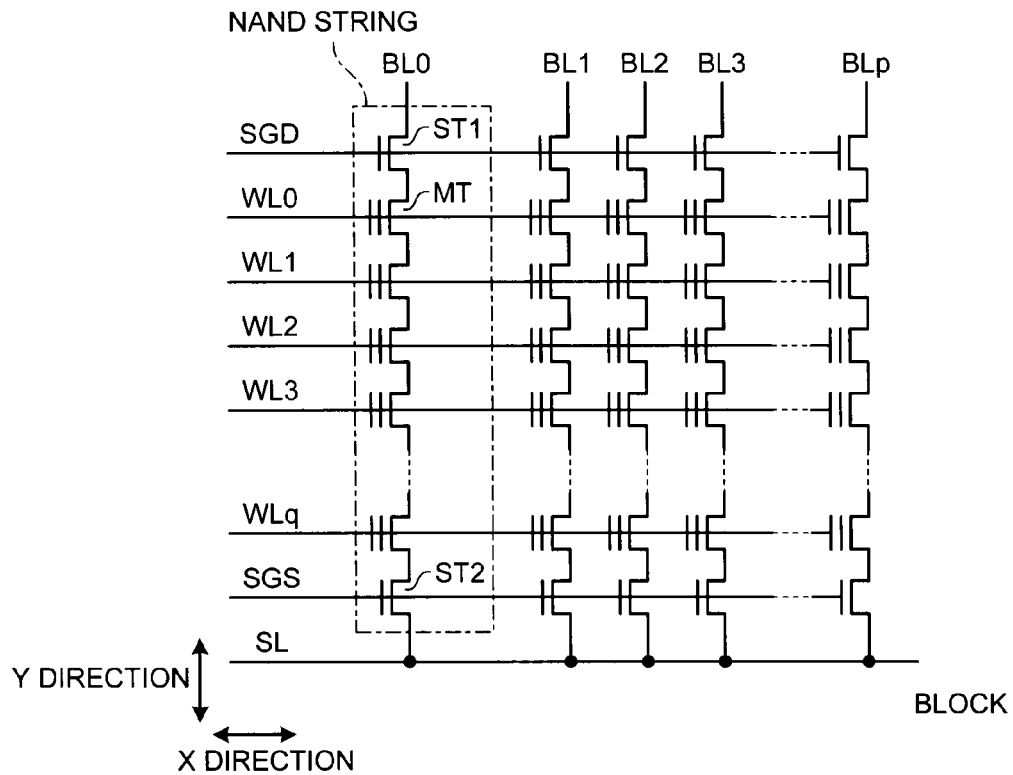 NAND STRING
BL0 BL1 BL2 BL3 BLp
SGD ST1
WL0 MT
WL1
WL2
WL3
WLq
SGS ST2
SL
Y DIRECTION
BLOCK
X DIRECTION